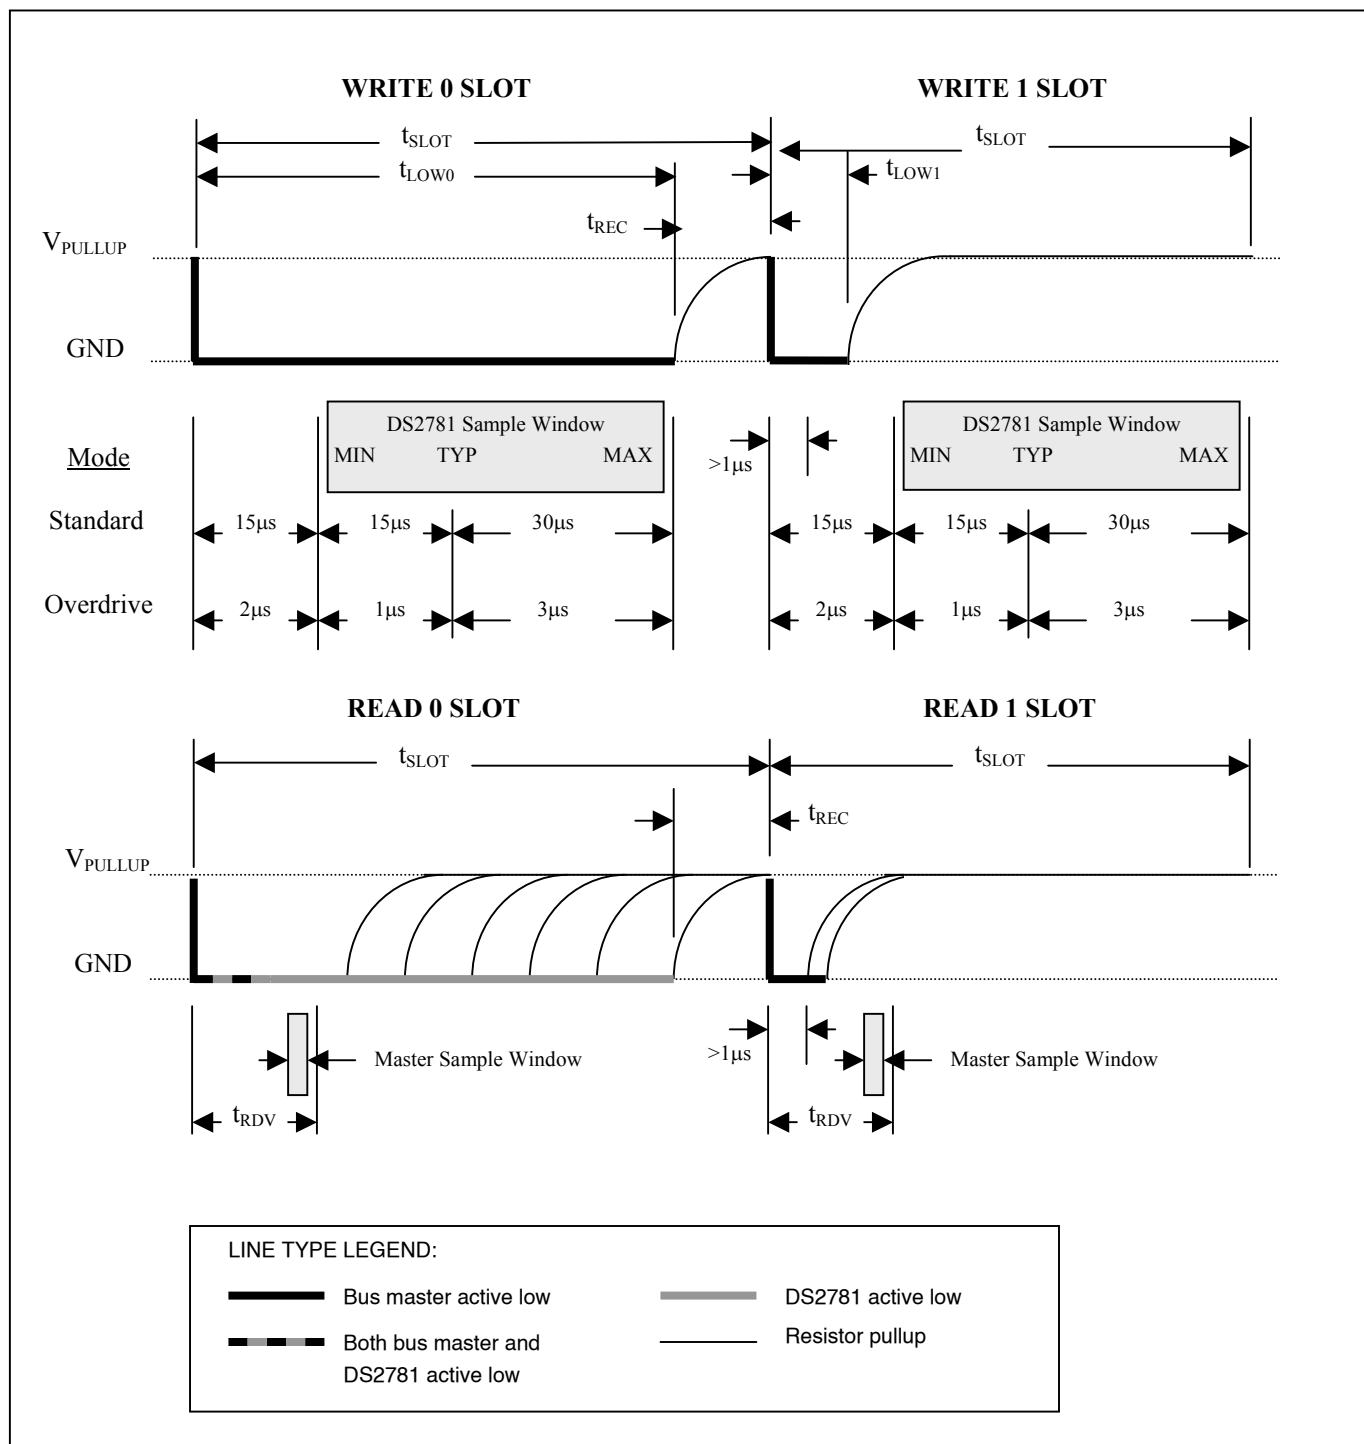 WRITE 0 SLOT WRITE 1 SLOT
tSLOT tSLOT
tLOW0 tLOW1
tREC
VPULLUP
GND
DS2781 Sample Window DS2781 Sample Window
Mode MIN TYP MAX >1µs MIN TYP MAX
Standard 15µs 15µs 30µs 15µs 15µs 30µs
Overdrive 2µs 1µs 3µs 2µs 1µs 3µs
READ 0 SLOT READ 1 SLOT
tSLOT tSLOT
tREC
VPULLUP
GND
>1µs
Master Sample Window Master Sample Window
tRDV tRDV
LINE TYPE LEGEND:
Bus master active low DS2781 active low
Both bus master and Resistor pullup
DS2781 active low